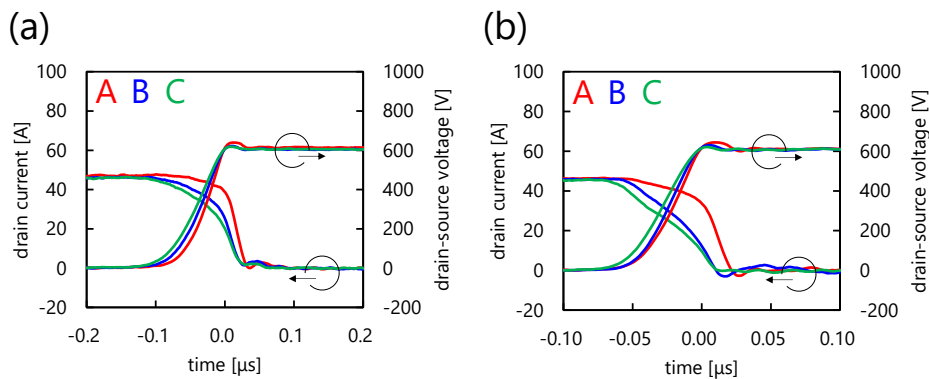 (a)
A B C
100
80
60
40
20
0
-20
drain current [A]
1000
800
600
400
200
0
-200
drain-source voltage [V]
-0.2 -0.1 0.0 0.1 0.2
time [μs]
(b)
A B C
100
80
60
40
20
0
-20
drain current [A]
1000
800
600
400
200
0
-200
drain-source voltage [V]
-0.10 -0.05 0.00 0.05 0.10
time [μs]